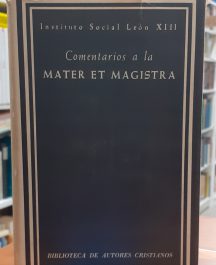 Instituto Social León XIII
Comentarios a la
MATER ET MAGISTRA
BIBLIOTECA DE AUTORES CRISTIANOS